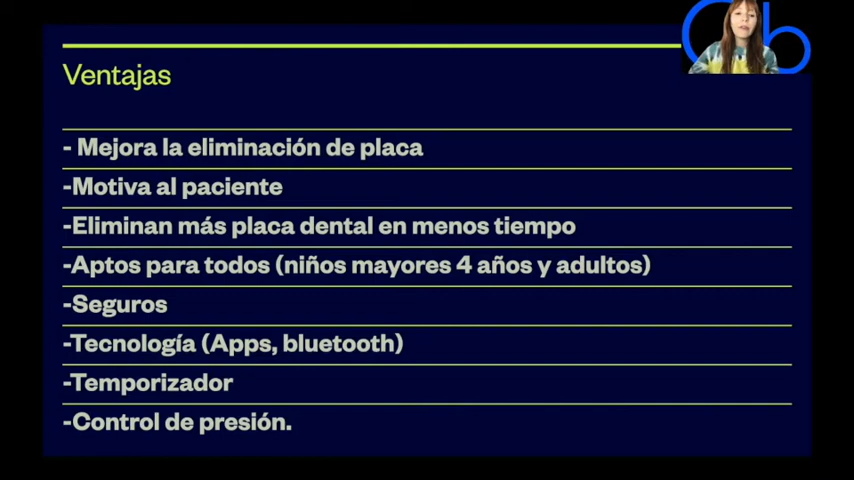 Ventajas
- Mejora la eliminación de placa
-Motiva al paciente
-Eliminan más placa dental en menos tiempo
-Aptos para todos (niños mayores 4 años y adultos)
-Seguros
-Tecnología (Apps, bluetooth)
-Temporizador
-Control de presión.